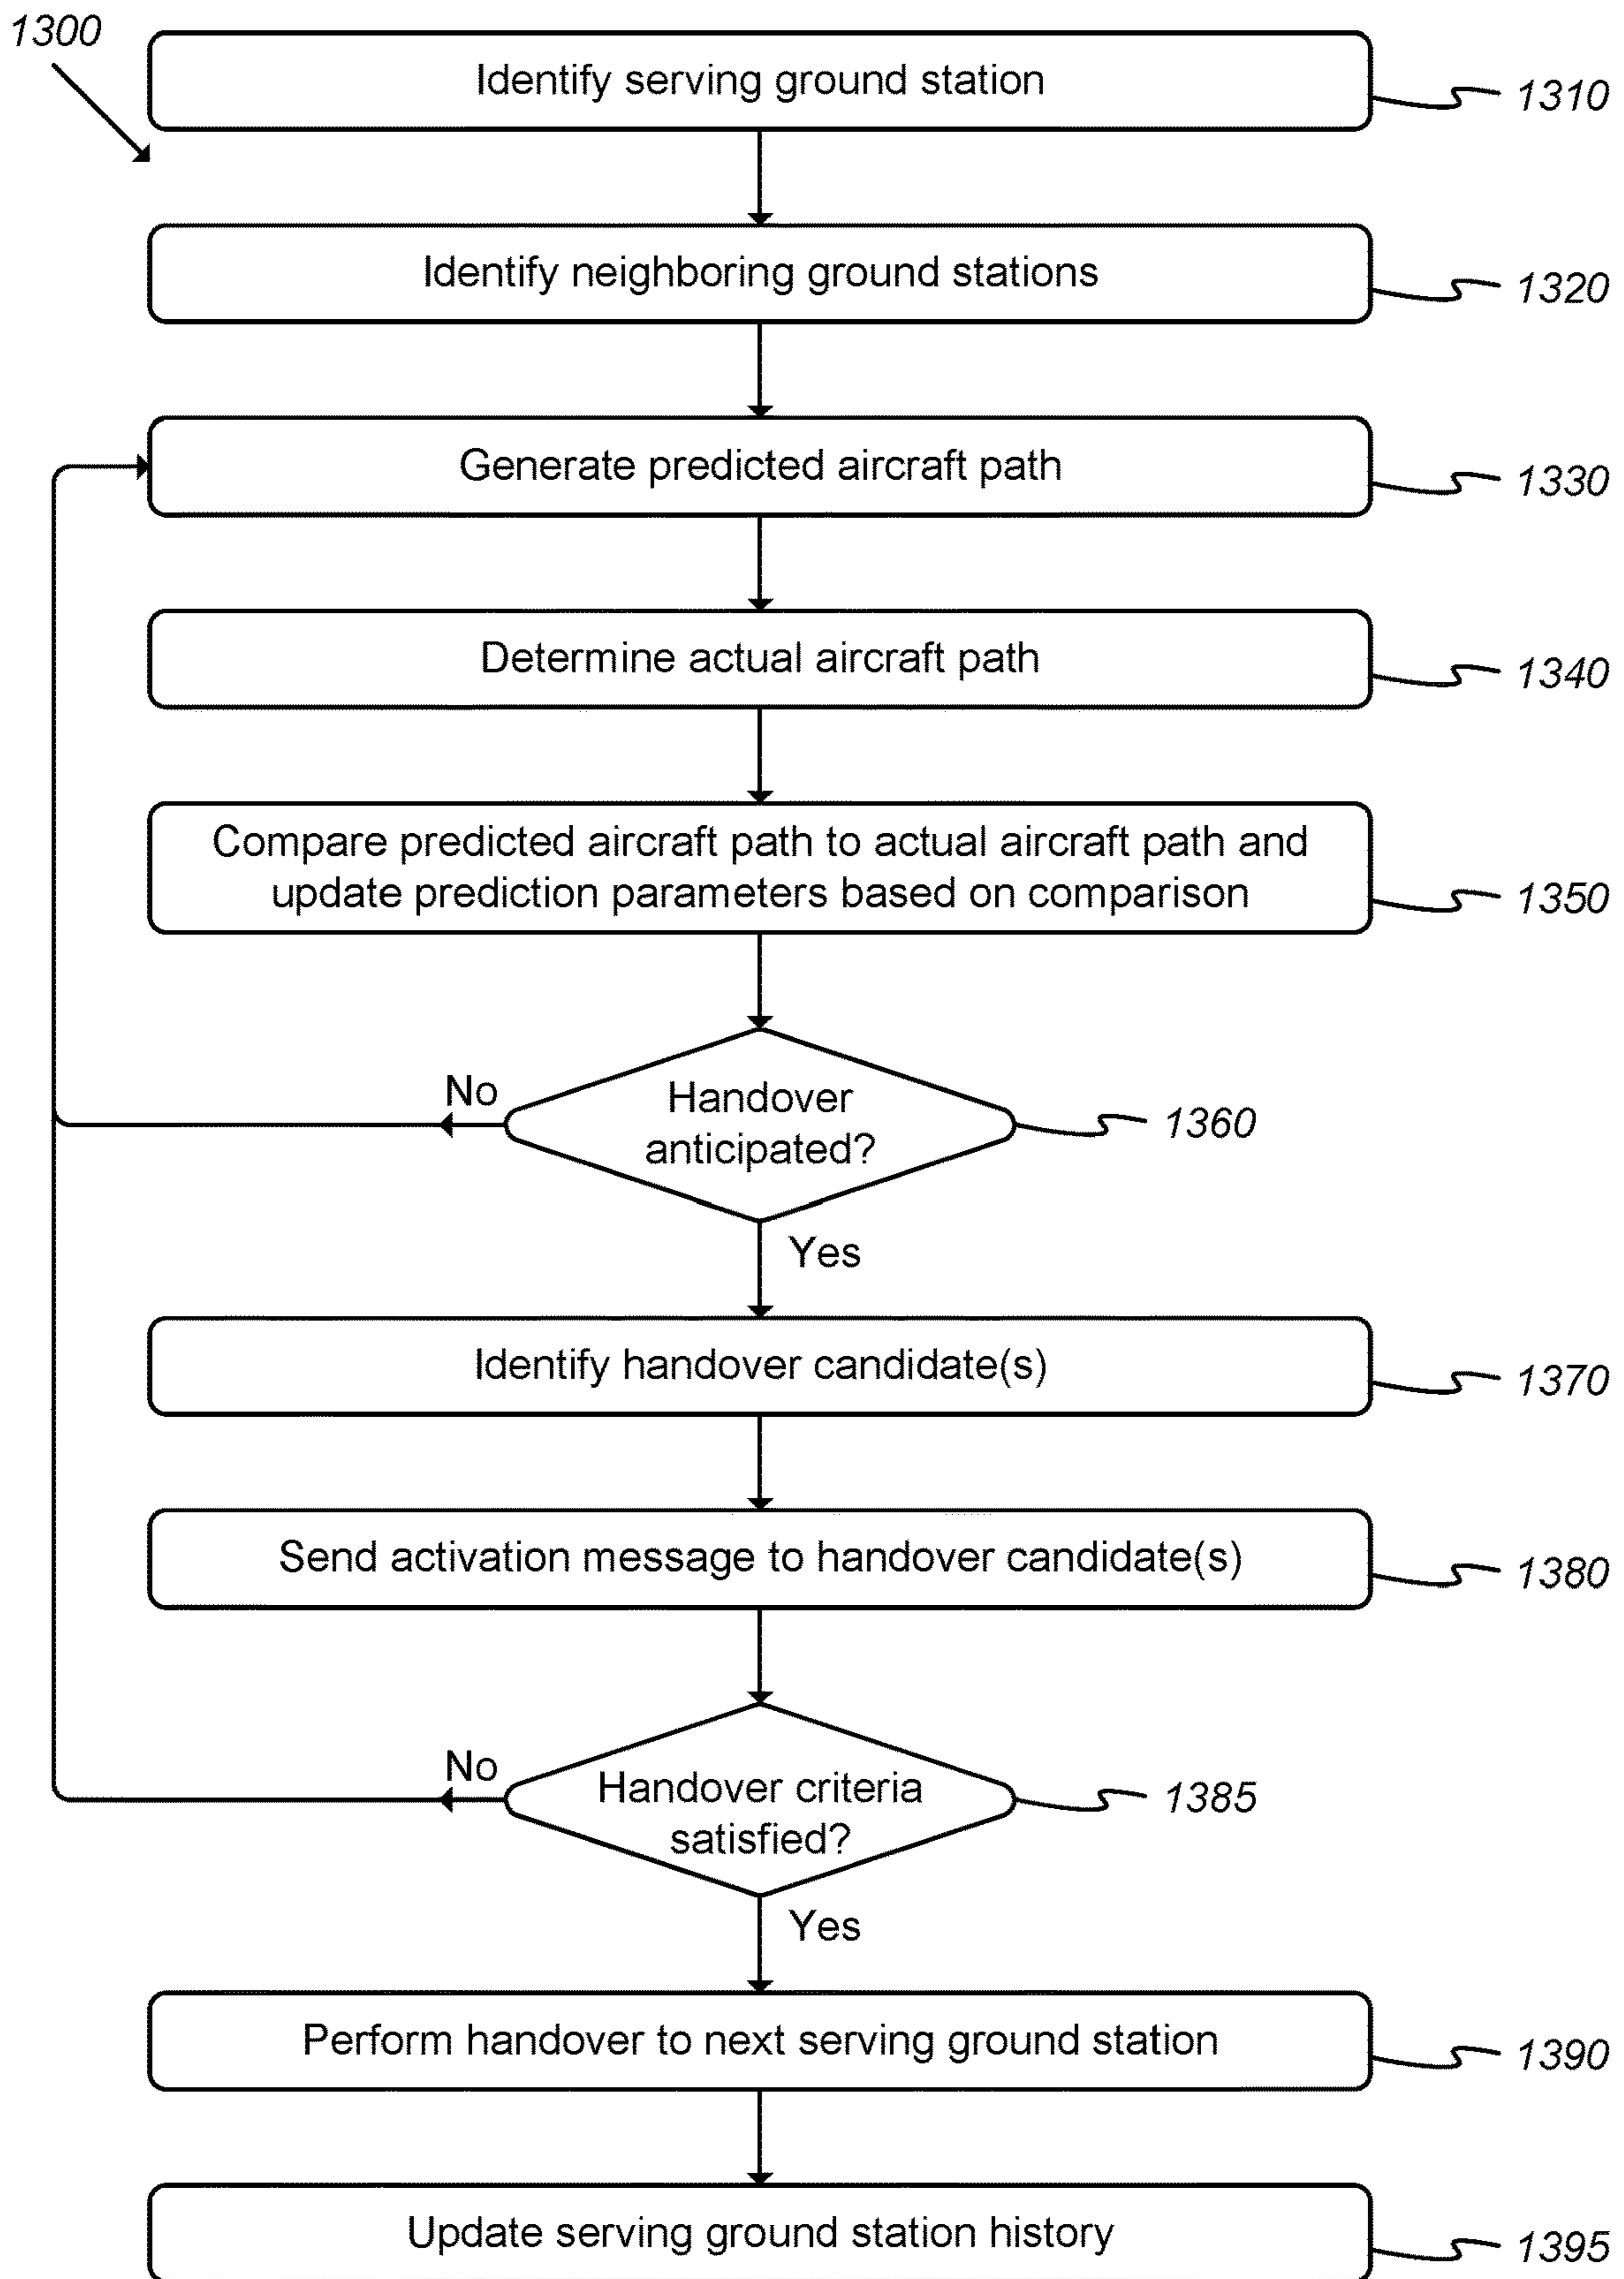 1300
Identify serving ground station
1310
Identify neighboring ground stations
1320
Generate predicted aircraft path
1330
Determine actual aircraft path
1340
Compare predicted aircraft path to actual aircraft path and
update prediction parameters based on comparison
1350
No
Handover
anticipated?
1360
Yes
Identify handover candidate(s)
1370
Send activation message to handover candidate(s)
1380
No
Handover criteria
satisfied?
1385
Yes
Perform handover to next serving ground station
1390
Update serving ground station history
1395